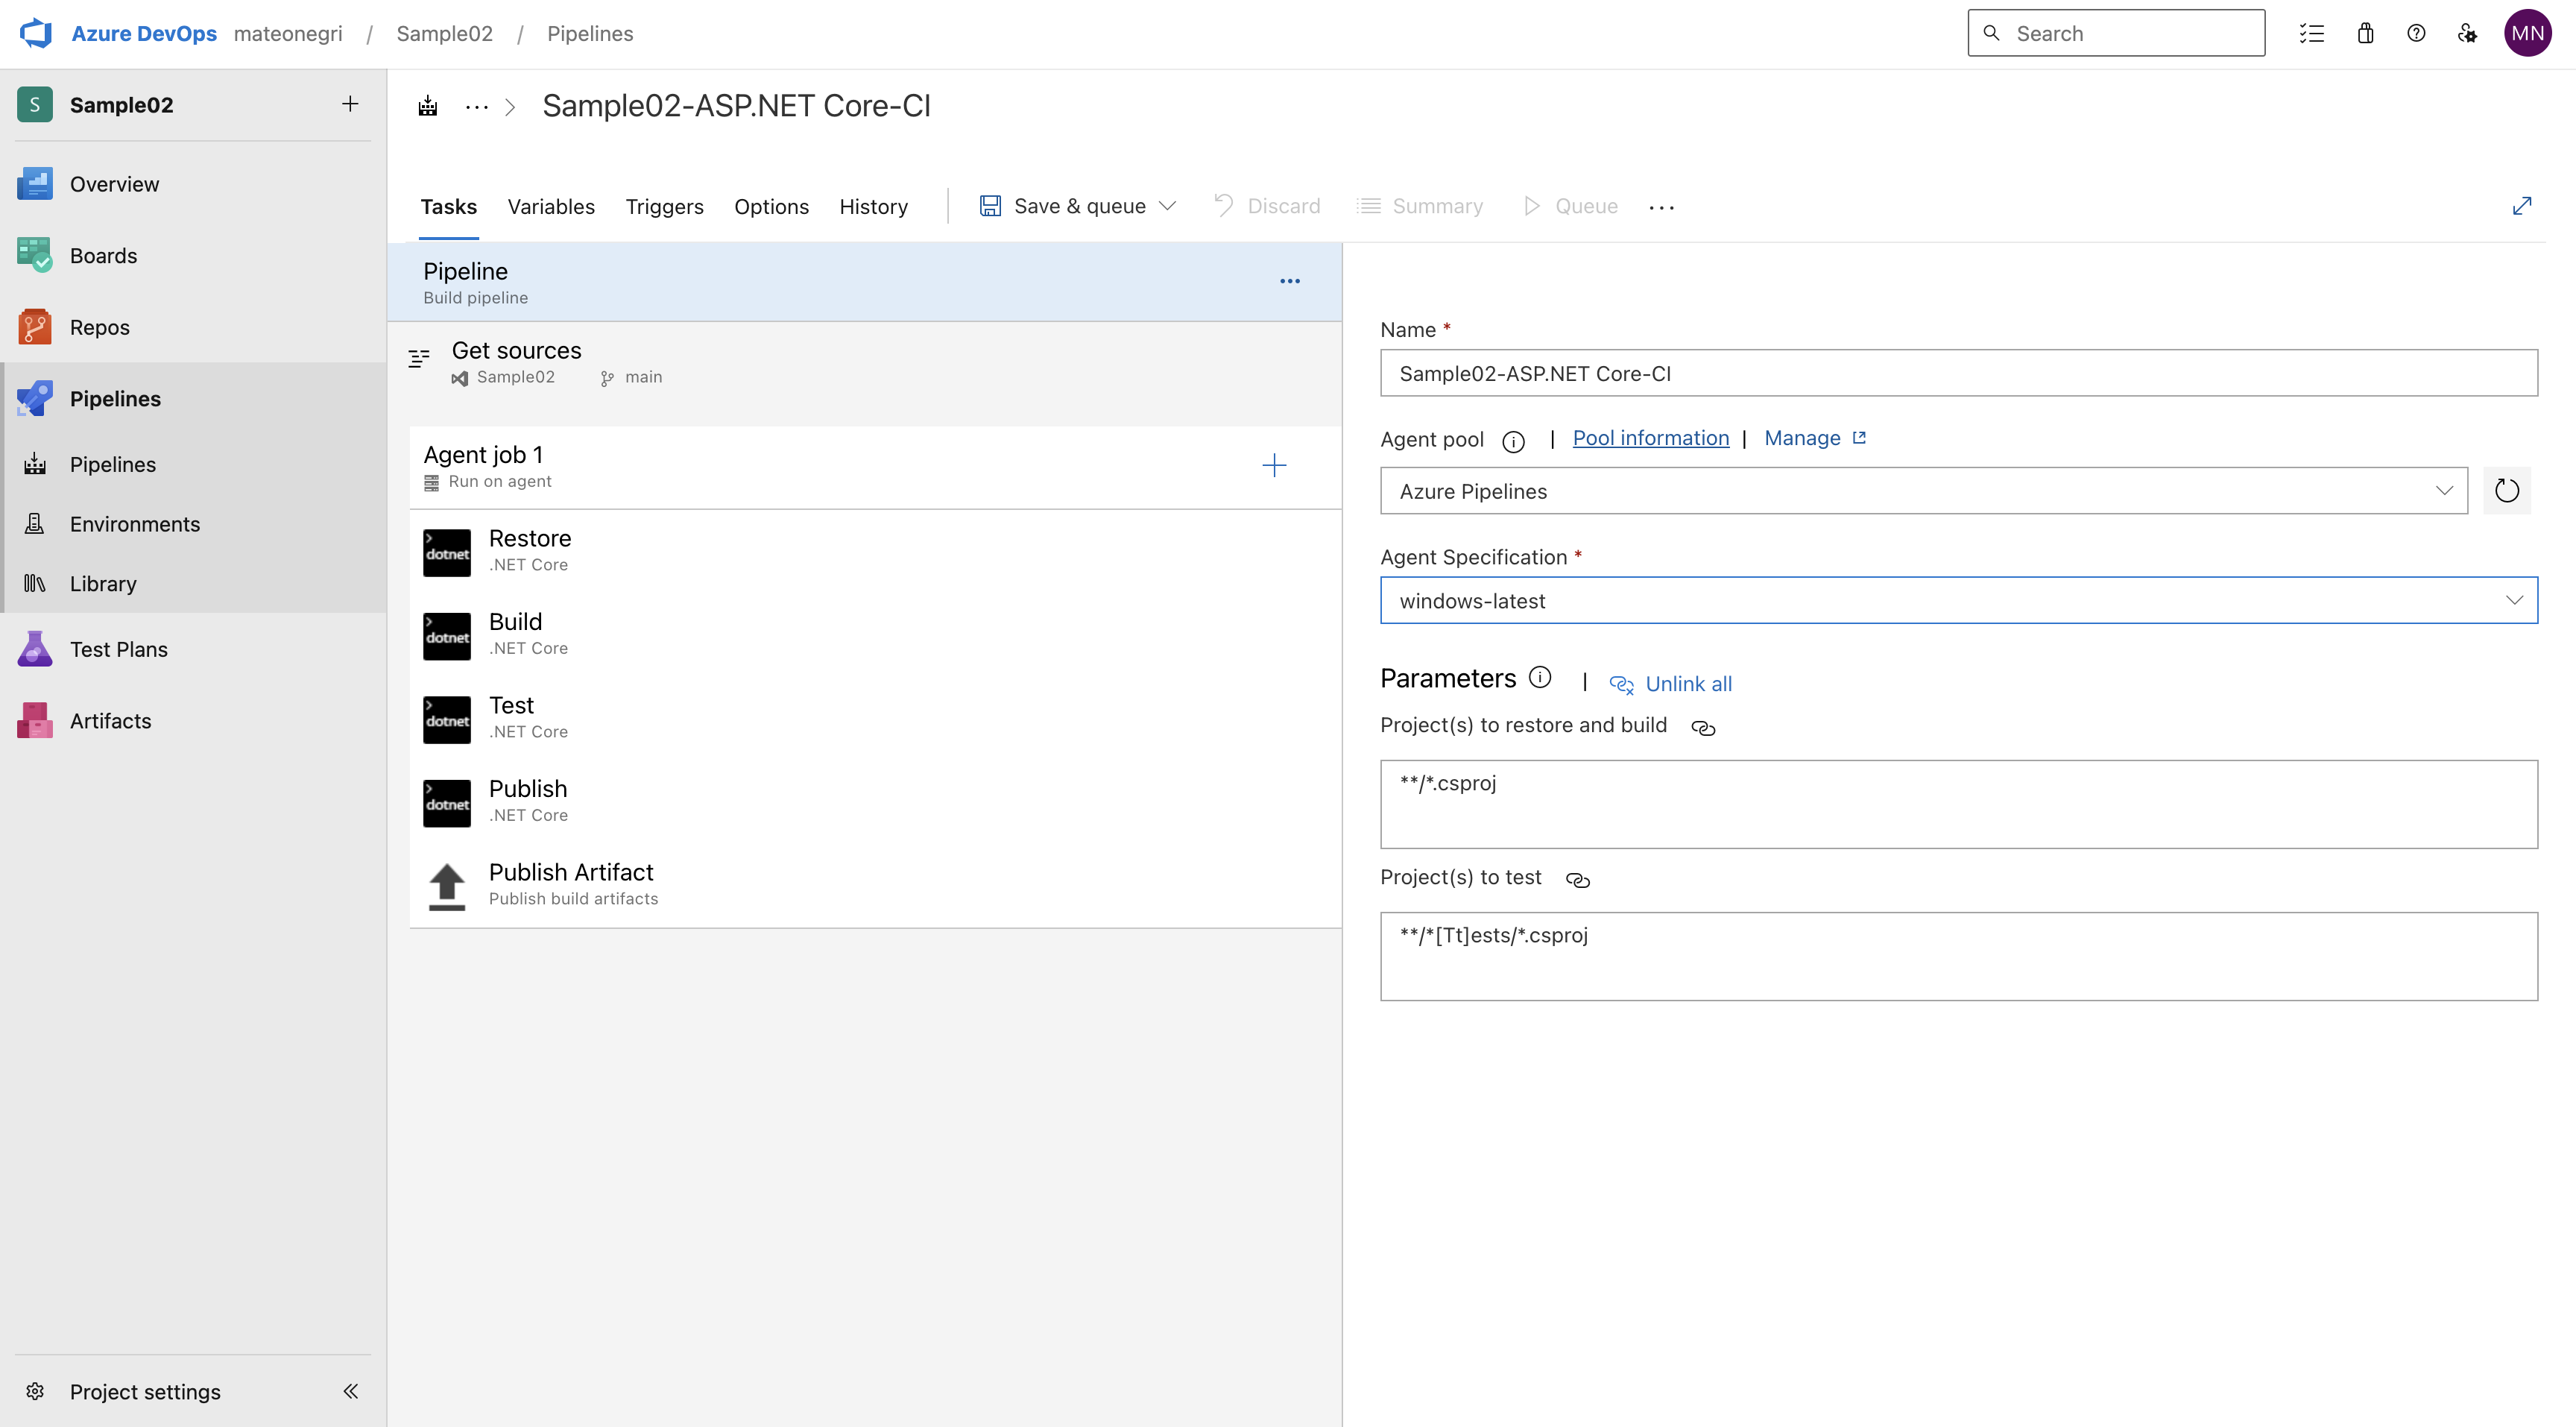 Azure DevOps mateonegri / Sample02 / Pipelines
Search
MN
S Sample02
Overview
Boards
Repos
Pipelines
Pipelines
Environments
Library
Test Plans
Artifacts
Project settings
Sample02-ASP.NET Core-CI
Tasks Variables Triggers Options History Save & queue Discard Summary Queue
Pipeline
Build pipeline
Get sources
Sample02 main
Agent job 1
Run on agent
dotnet
Restore
.NET Core
dotnet
Build
.NET Core
dotnet
Test
.NET Core
dotnet
Publish
.NET Core
Publish Artifact
Publish build artifacts
Name *
Sample02-ASP.NET Core-CI
Agent pool | Pool information | Manage
Azure Pipelines
Agent Specification *
windows-latest
Parameters | Unlink all
Project(s) to restore and build
**/*.csproj
Project(s) to test
**/*[Tt]ests/*.csproj